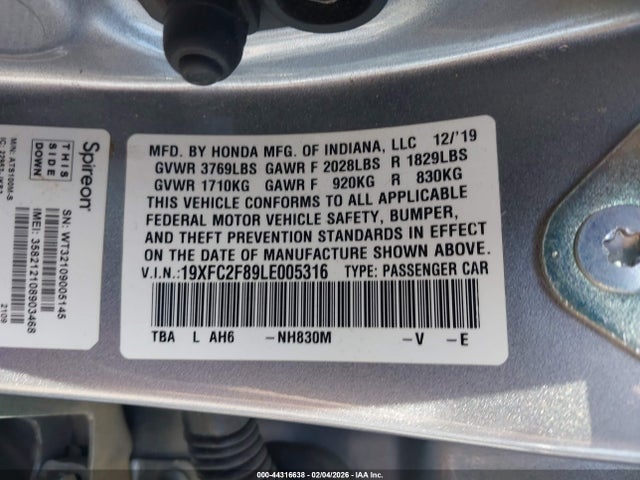 MFD. BY HONDA MFG. OF INDIANA, LLC 12/'19
GVWR 3769LBS GAWR F 2028LBS R 1829LBS
GVWR 1710KG GAWR F 920KG R 830KG
THIS VEHICLE CONFORMS TO ALL APPLICABLE
FEDERAL MOTOR VEHICLE SAFETY, BUMPER,
AND THEFT PREVENTION STANDARDS IN EFFECT
ON THE DATE OF MANUFACTURE SHOWN ABOVE.
V.I.N.:19XFC2F89LE005316 TYPE: PASSENGER CAR
TBA L AH6 -NH830M -V -E
Spireon
THIS
SIDE
DOWN
SN: WT32109005145
IMEI: 358212108903468
M/N: ATS100M-S
2109
000-44316638 - 02/04/2026 - IAA Inc.